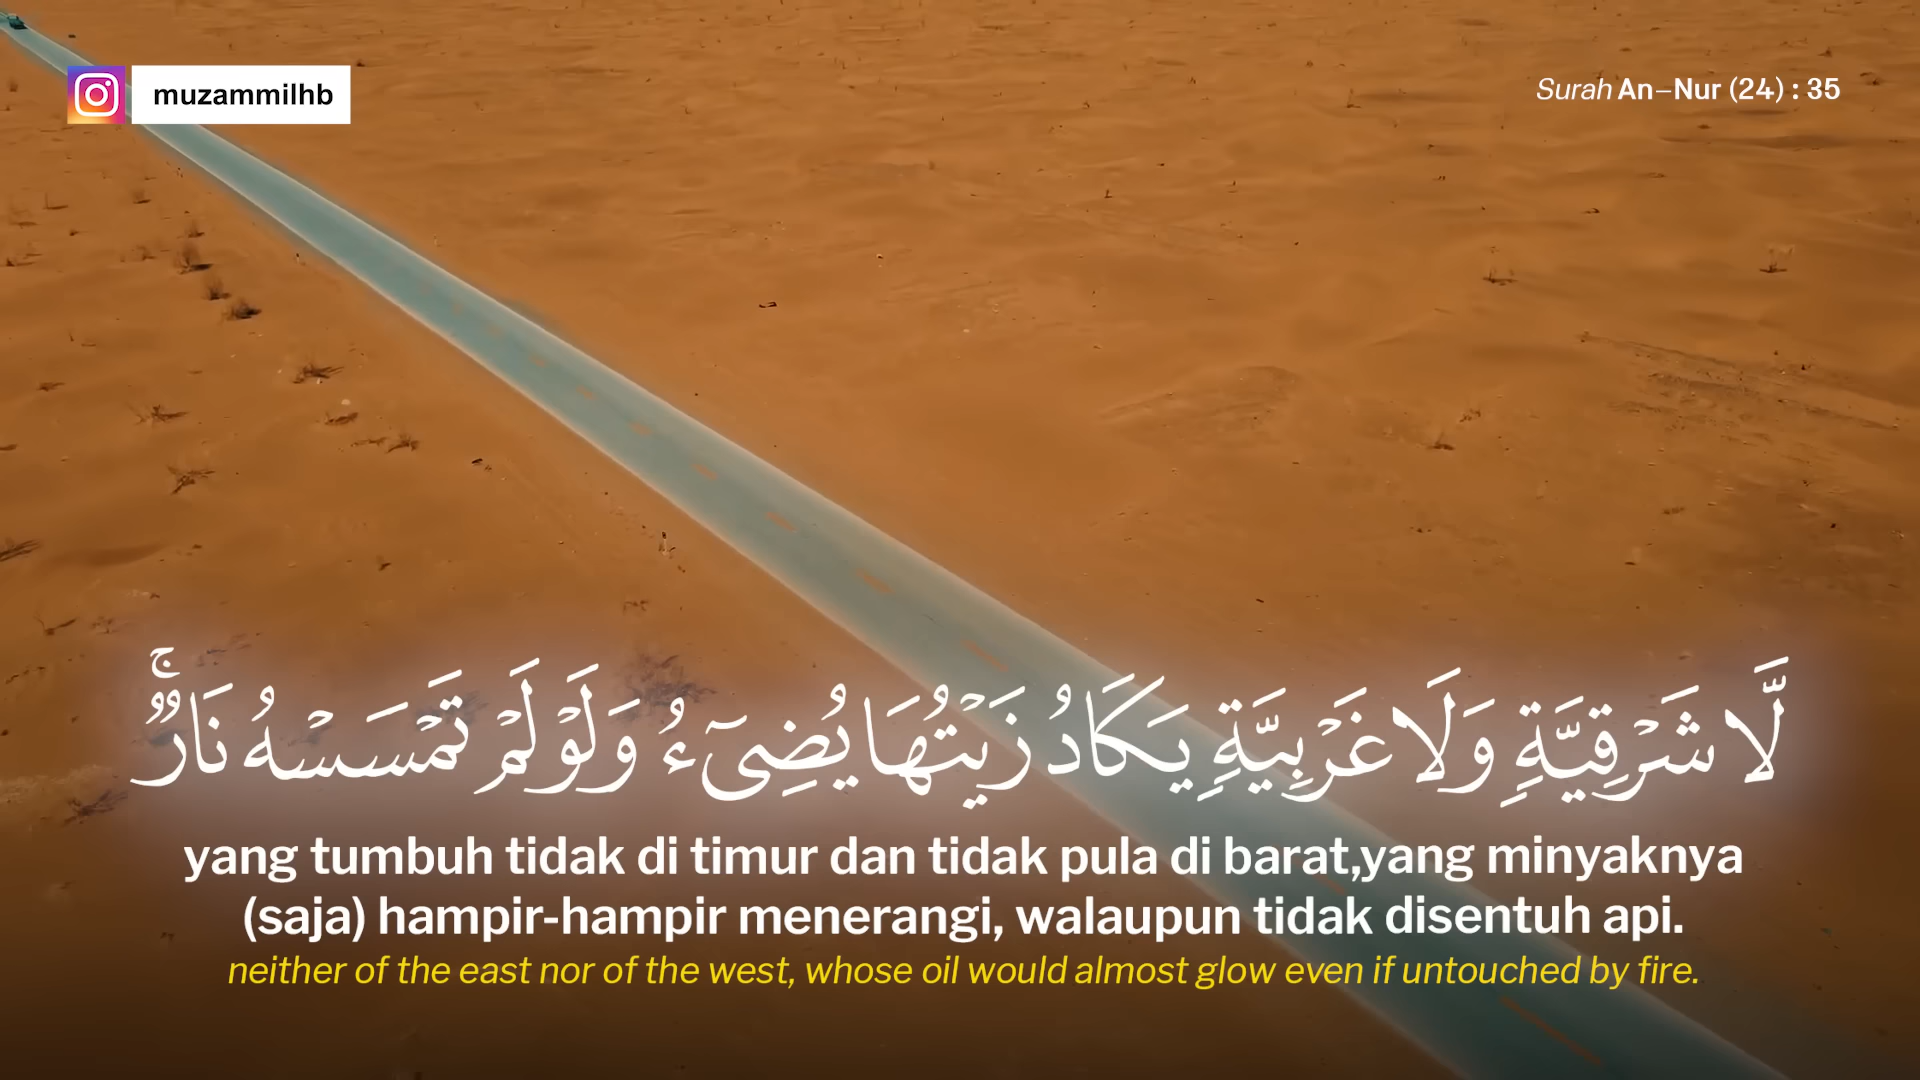 muzammilhb
Surah An–Nur (24) : 35
لَّا شَرْقِيَّةٍ وَلَا غَرْبِيَّةٍ يَكَادُ زَيْتُهَا يُضِىٓءُ وَلَوْ لَمْ تَمْسَسْهُ نَارٌۚ
yang tumbuh tidak di timur dan tidak pula di barat,yang minyaknya
(saja) hampir-hampir menerangi, walaupun tidak disentuh api.
neither of the east nor of the west, whose oil would almost glow even if untouched by fire.